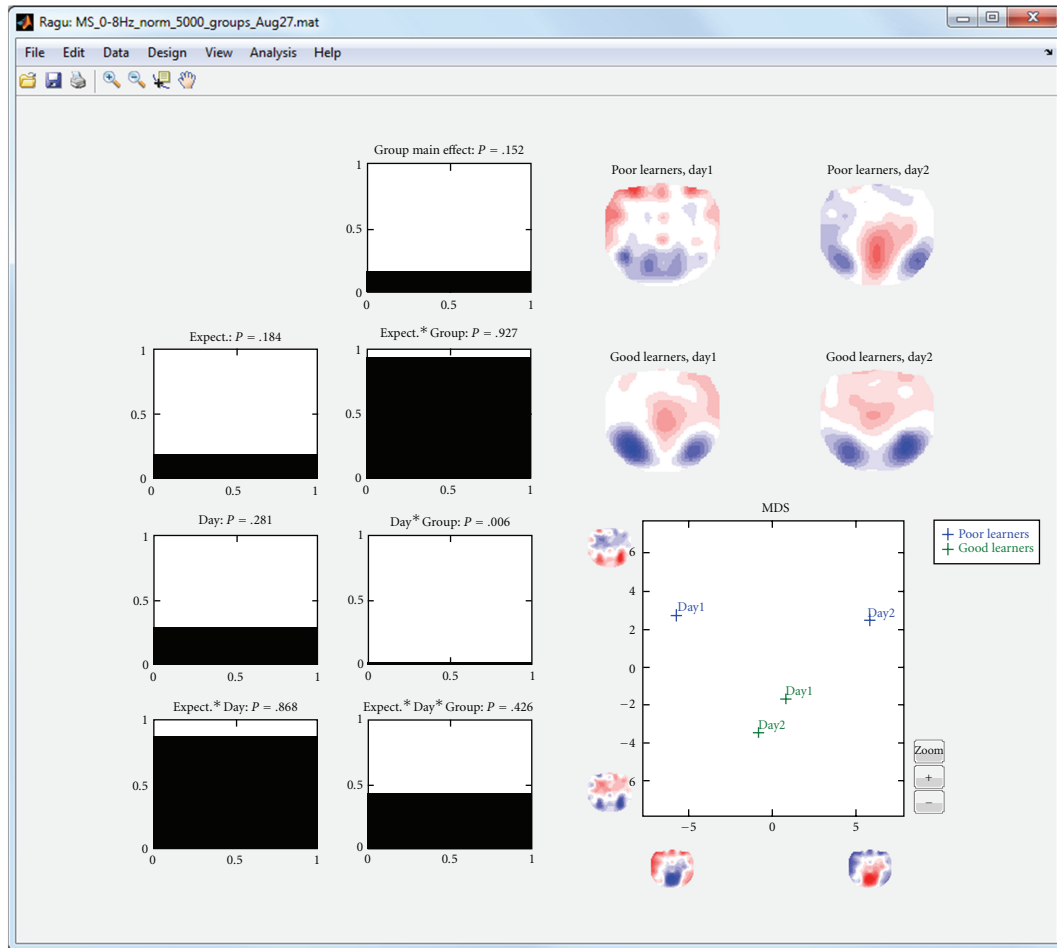 Ragu: MS_0-8Hz_norm_5000_groups_Aug27.mat
File Edit Data Design View Analysis Help
Group main effect: P = .152
1
0.5
0
0 0.5 1
Poor learners, day1
Poor learners, day2
Expect.: P = .184
1
0.5
0
0 0.5 1
Expect.* Group: P = .927
1
0.5
0
0 0.5 1
Good learners, day1
Good learners, day2
Day: P = .281
1
0.5
0
0 0.5 1
Day* Group: P = .006
1
0.5
0
0 0.5 1
MDS
6
4
2
0
−2
−4
6
−5 0 5
Day1
Day2
Day1
Day2
Poor learners
Good learners
Zoom
+
−
Expect.* Day: P = .868
1
0.5
0
0 0.5 1
Expect.* Day* Group: P = .426
1
0.5
0
0 0.5 1